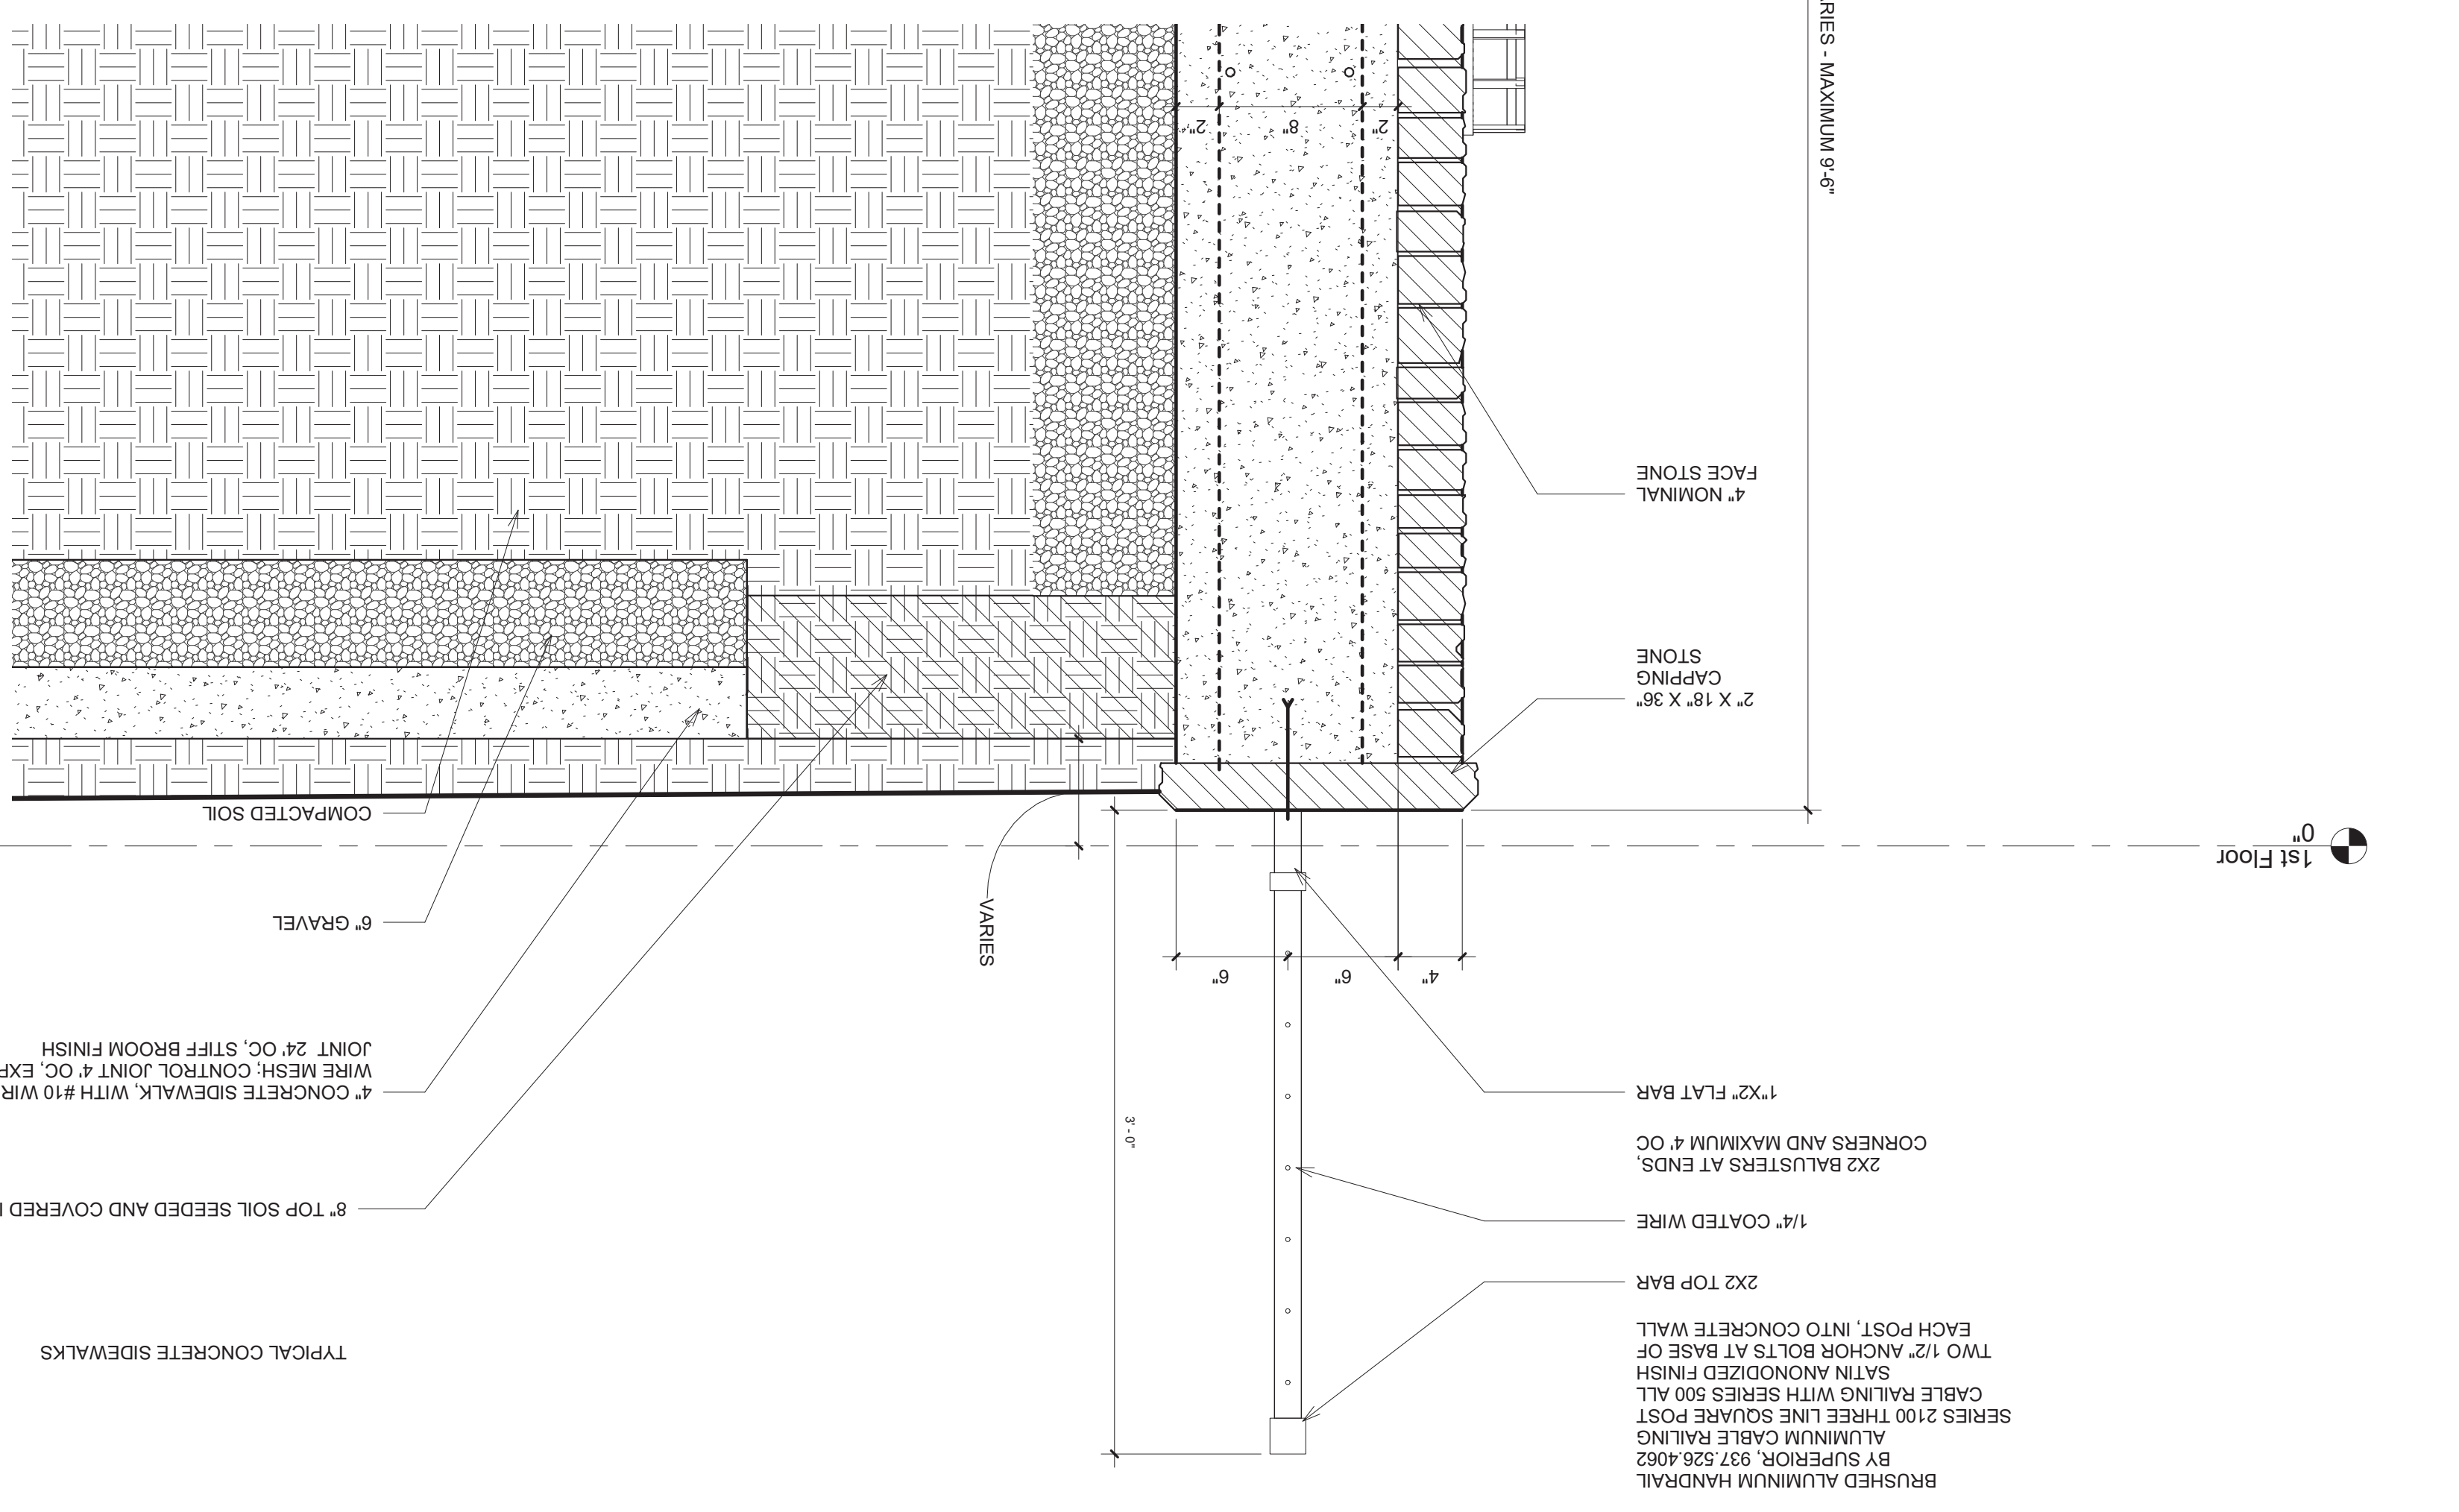 BRUSHED ALUMINUM HANDRAIL
BY SUPERIOR, 937.526.4062
ALUMINUM CABLE RAILING
SERIES 2100 THREE LINE SQUARE POST
CABLE RAILING WITH SERIES 500 ALL
SATIN ANONODIZED FINISH
TWO 1/2" ANCHOR BOLTS AT BASE OF
EACH POST, INTO CONCRETE WALL
2X2 TOP BAR
1/4" COATED WIRE
2X2 BALUSTERS AT ENDS,
CORNERS AND MAXIMUM 4' OC
1"X2" FLAT BAR
4"
6"
6"
3' - 0"
VARIES
TYPICAL CONCRETE SIDEWALKS
8" TOP SOIL SEEDED AND COVERED
4" CONCRETE SIDEWALK, WITH #10 WIR
WIRE MESH; CONTROL JOINT 4' OC, EXP
JOINT 24' OC, STIFF BROOM FINISH
6" GRAVEL
COMPACTED SOIL
1st Floor
0"
2" X 18" X 36"
CAPPING
STONE
4" NOMINAL
FACE STONE
ARIES - MAXIMUM 9'-6"
2"
8"
2"